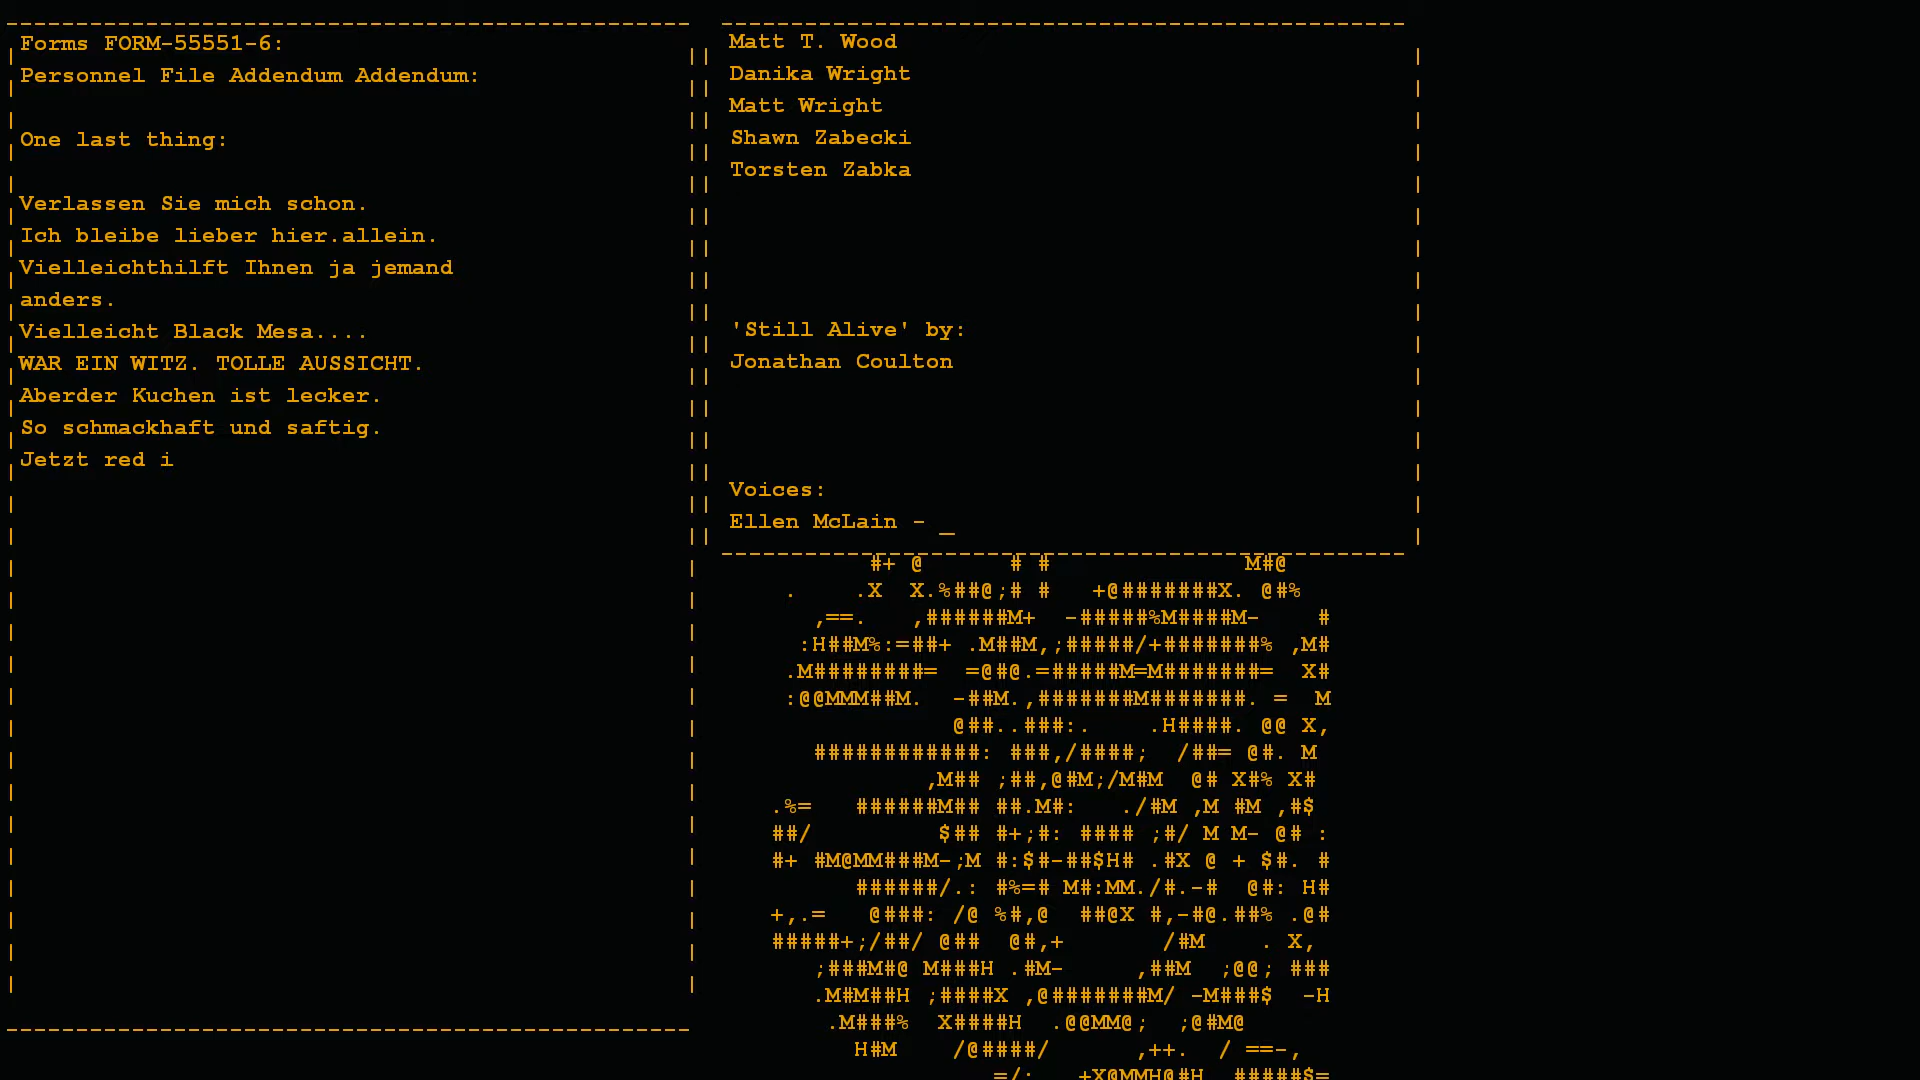 Forms FORM-55551-6:
Personnel File Addendum Addendum:
One last thing:
Verlassen Sie mich schon.
Ich bleibe lieber hier.allein.
Vielleichthilft Ihnen ja jemand
anders.
Vielleicht Black Mesa....
WAR EIN WITZ. TOLLE AUSSICHT.
Aberder Kuchen ist lecker.
So schmackhaft und saftig.
Jetzt red i
Matt T. Wood
Danika Wright
Matt Wright
Shawn Zabecki
Torsten Zabka
'Still Alive' by:
Jonathan Coulton
Voices:
Ellen McLain - _